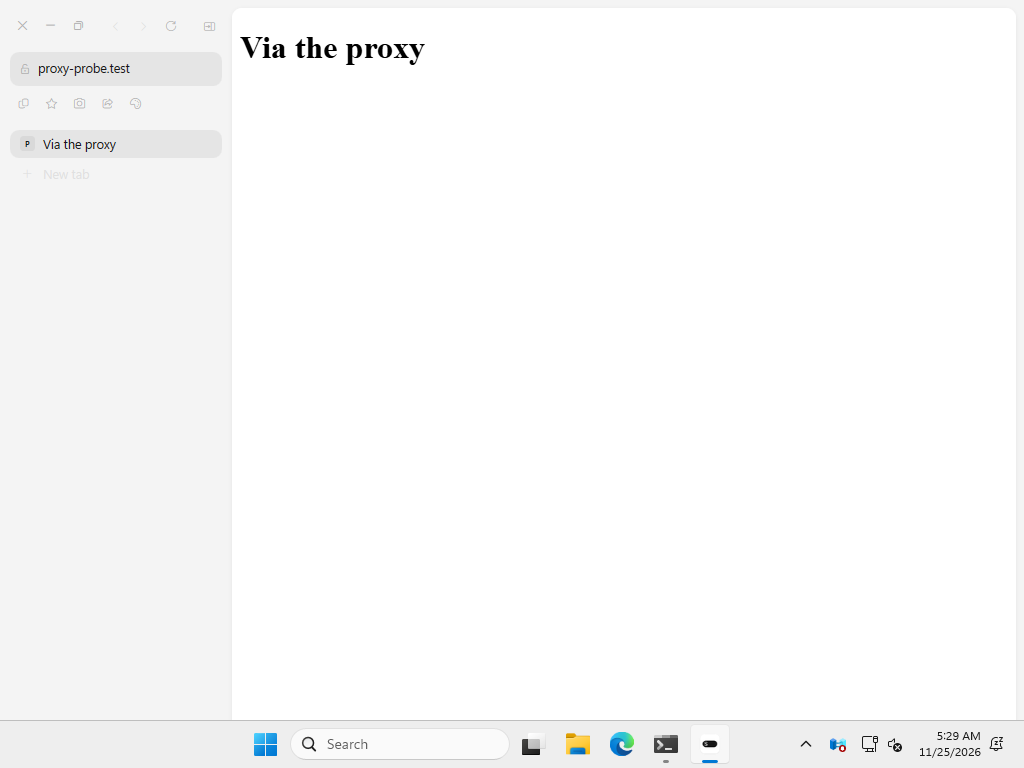 proxy-probe.test
P Via the proxy
New tab
Via the proxy
Search
5:29 AM
11/25/2026